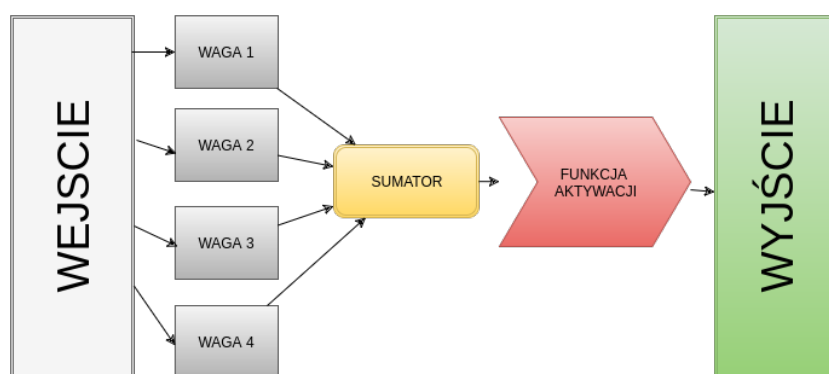 WEJSCIE
WAGA 1
WAGA 2
WAGA 3
WAGA 4
SUMATOR
FUNKCJA
AKTYWACJI
WYJŚCIE